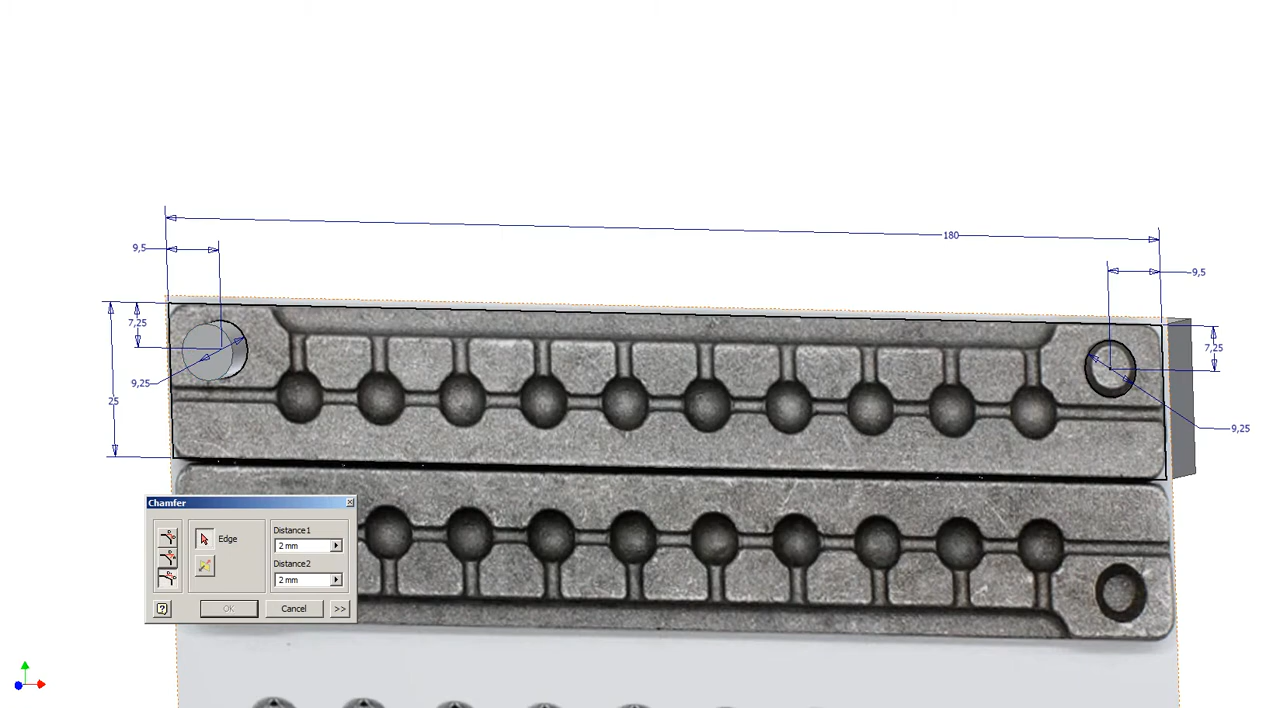 180
9,5
9,5
7,25
7,25
9,25
25
9,25
Chamfer
Distance1
Edge
2 mm
Distance2
2 mm
OK
Cancel
>>